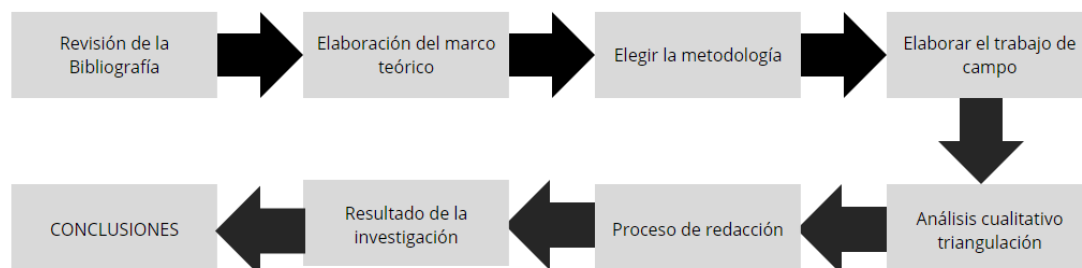 Revisión de la
Bibliografía
Elaboración del marco
teórico
Elegir la metodología
Elaborar el trabajo de
campo
Análisis cualitativo
triangulación
Proceso de redacción
Resultado de la
investigación
CONCLUSIONES